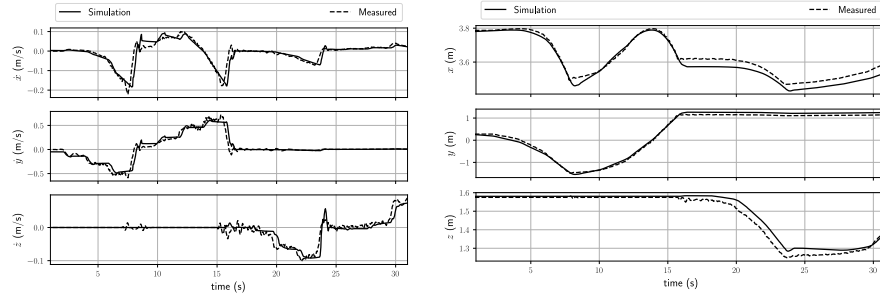 Simulation
Measured
0.1
0.0
−0.1
−0.2
ẋ (m/s)
0.5
0.0
−0.5
ẏ (m/s)
0.0
−0.1
ż (m/s)
5
10
15
20
25
30
time (s)
Simulation
Measured
3.8
3.6
x (m)
1
0
−1
y (m)
1.6
1.5
1.4
1.3
z (m)
5
10
15
20
25
30
time (s)